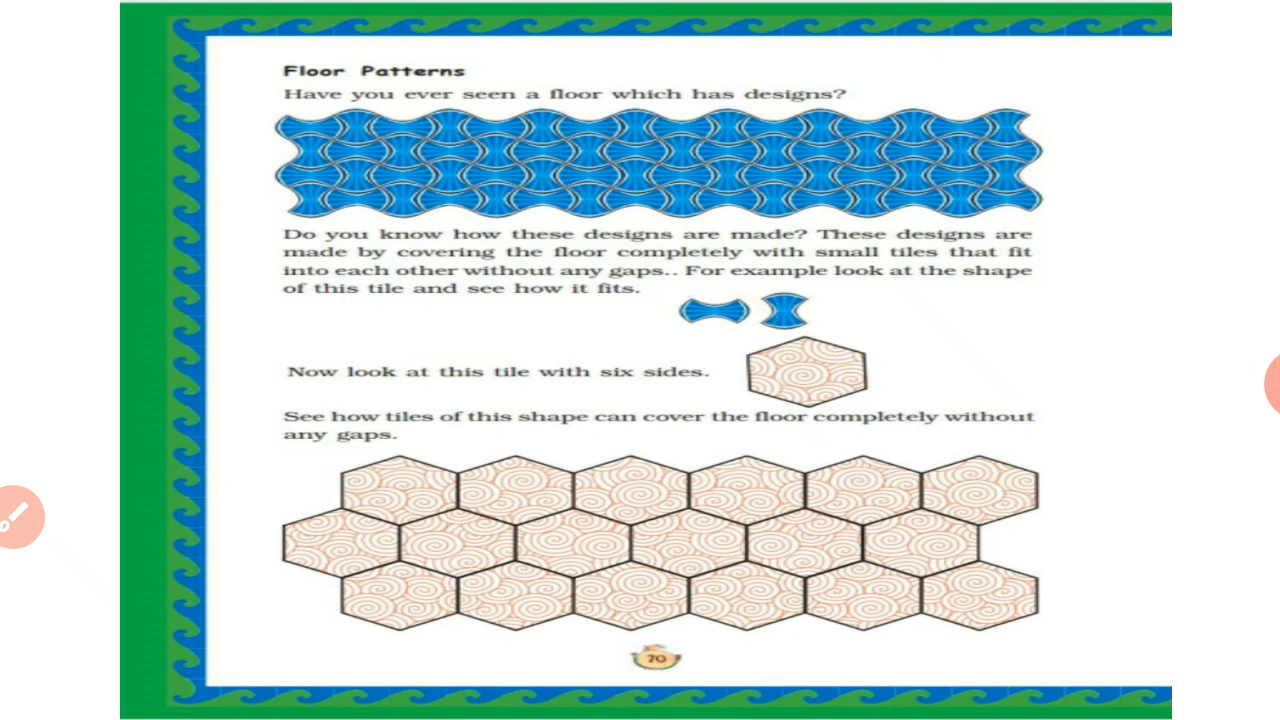 Floor Patterns
Have you ever seen a floor which has designs?
Do you know how these designs are made? These designs are
made by covering the floor completely with small tiles that fit
into each other without any gaps.. For example look at the shape
of this tile and see how it fits.
Now look at this tile with six sides.
See how tiles of this shape can cover the floor completely without
any gaps.
70